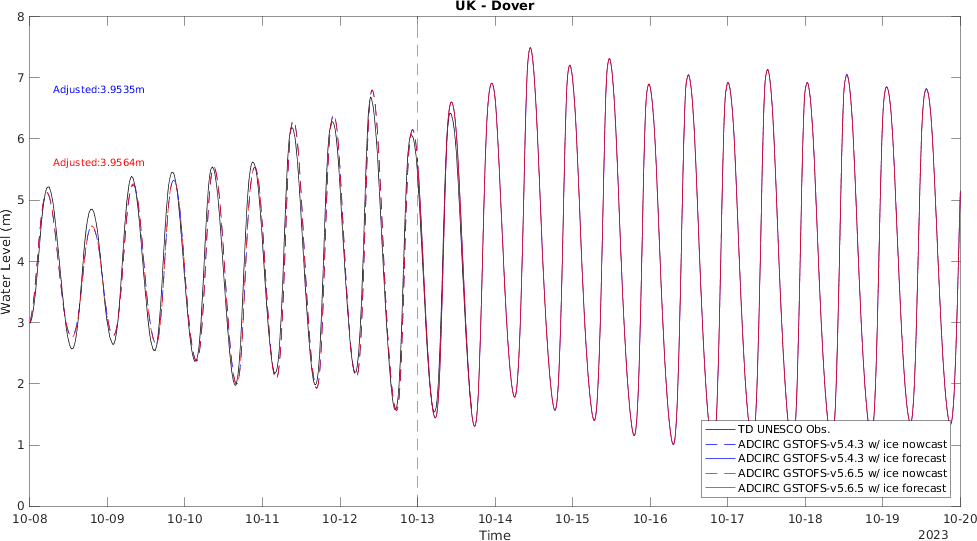 UK - Dover
8
7
6
5
4
3
2
1
0
Water Level (m)
Adjusted:3.9535m
Adjusted:3.9564m
TD UNESCO Obs.
ADCIRC GSTOFS-v5.4.3 w/ ice nowcast
ADCIRC GSTOFS-v5.4.3 w/ ice forecast
ADCIRC GSTOFS-v5.6.5 w/ ice nowcast
ADCIRC GSTOFS-v5.6.5 w/ ice forecast
10-08 10-09 10-10 10-11 10-12 10-13 10-14 10-15 10-16 10-17 10-18 10-19 10-20
Time
2023